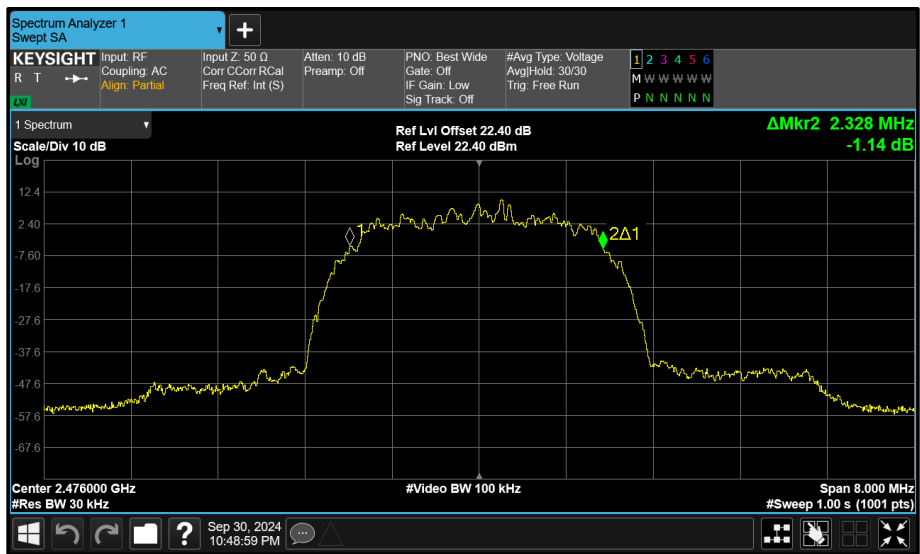 Spectrum Analyzer 1
Swept SA
+
KEYSIGHT
R T
LXI
Input: RF
Coupling: AC
Align: Partial
Input Z: 50 Ω
Corr CCorr RCal
Freq Ref: Int (S)
Atten: 10 dB
Preamp: Off
PNO: Best Wide
Gate: Off
IF Gain: Low
Sig Track: Off
#Avg Type: Voltage
Avg|Hold: 30/30
Trig: Free Run
1 2 3 4 5 6
M W W W W W
P N N N N N
1 Spectrum
Scale/Div 10 dB
Ref Lvl Offset 22.40 dB
Ref Level 22.40 dBm
ΔMkr2 2.328 MHz
-1.14 dB
Log
12.4
2.40
-7.60
-17.6
-27.6
-37.6
-47.6
-57.6
-67.6
1
2Δ1
Center 2.476000 GHz
#Video BW 100 kHz
Span 8.000 MHz
#Res BW 30 kHz
#Sweep 1.00 s (1001 pts)
?
Sep 30, 2024
10:48:59 PM